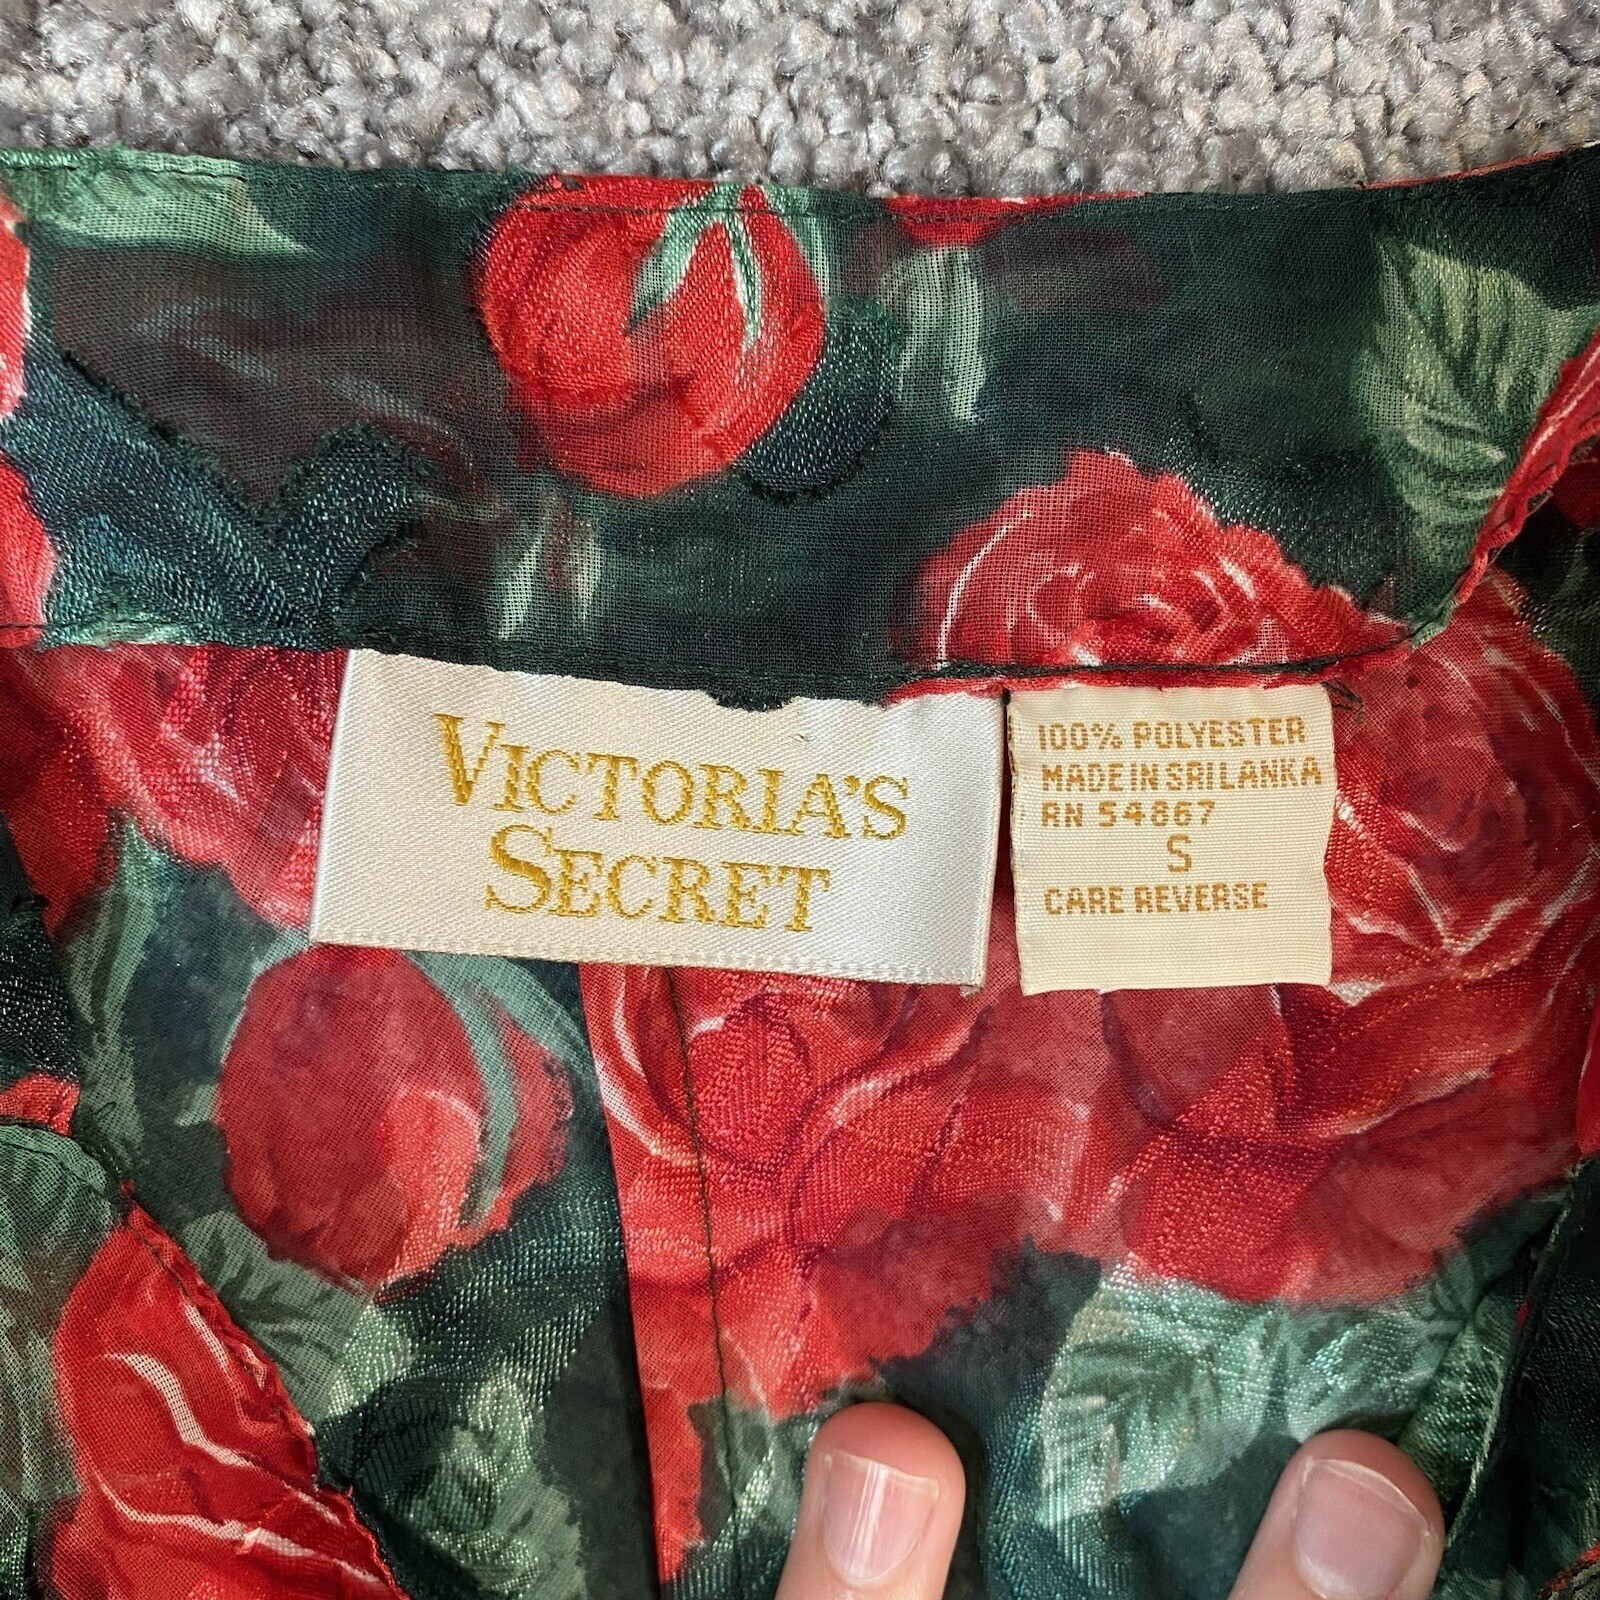 VICTORIA'S
SECRET
100% POLYESTER
MADE IN SRI LANKA
RN 54867
S
CARE REVERSE